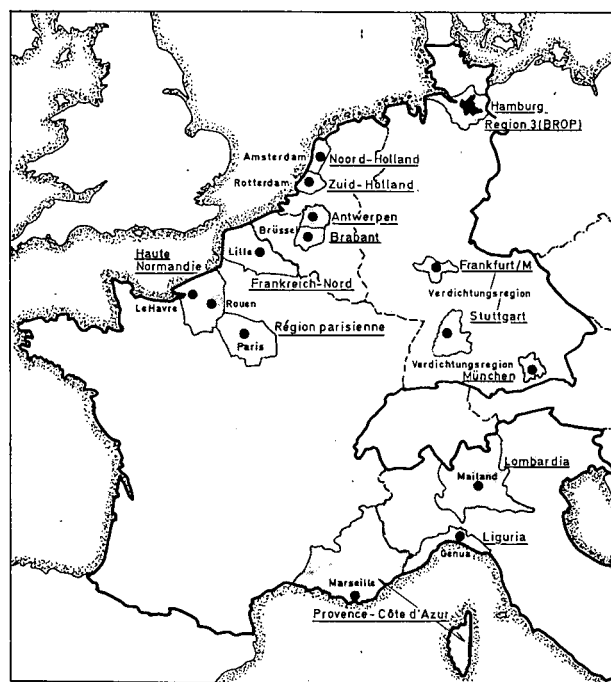 Hamburg
Region 3 (BROP)
Amsterdam
Noord-Holland
Rotterdam
Zuid-Holland
Antwerpen
Brüssel
Brabant
Haute
Normandie
Lille
Frankreich-Nord
Frankfurt/M
Verdichtungsregion
Stuttgart
Le Havre
Rouen
Région parisienne
Paris
Verdichtungsregion
München
Lombardia
Mailand
Liguria
Genua
Marseille
Provence-Côte d'Azur